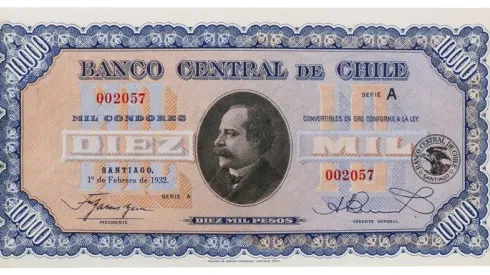 10000
10000
BANCO CENTRAL DE CHILE
002057
SERIE A
MIL CONDORES
CONVERTIBLES EN ORO CONFORME A LA LEY.
DIEZ MIL
SANTIAGO,
1º de Febrero de 1932.
002057
BANCO CENTRAL DE CHILE
SANTIAGO
SERIE A
DIEZ MIL PESOS
GERENTE GENERAL
10000
10000